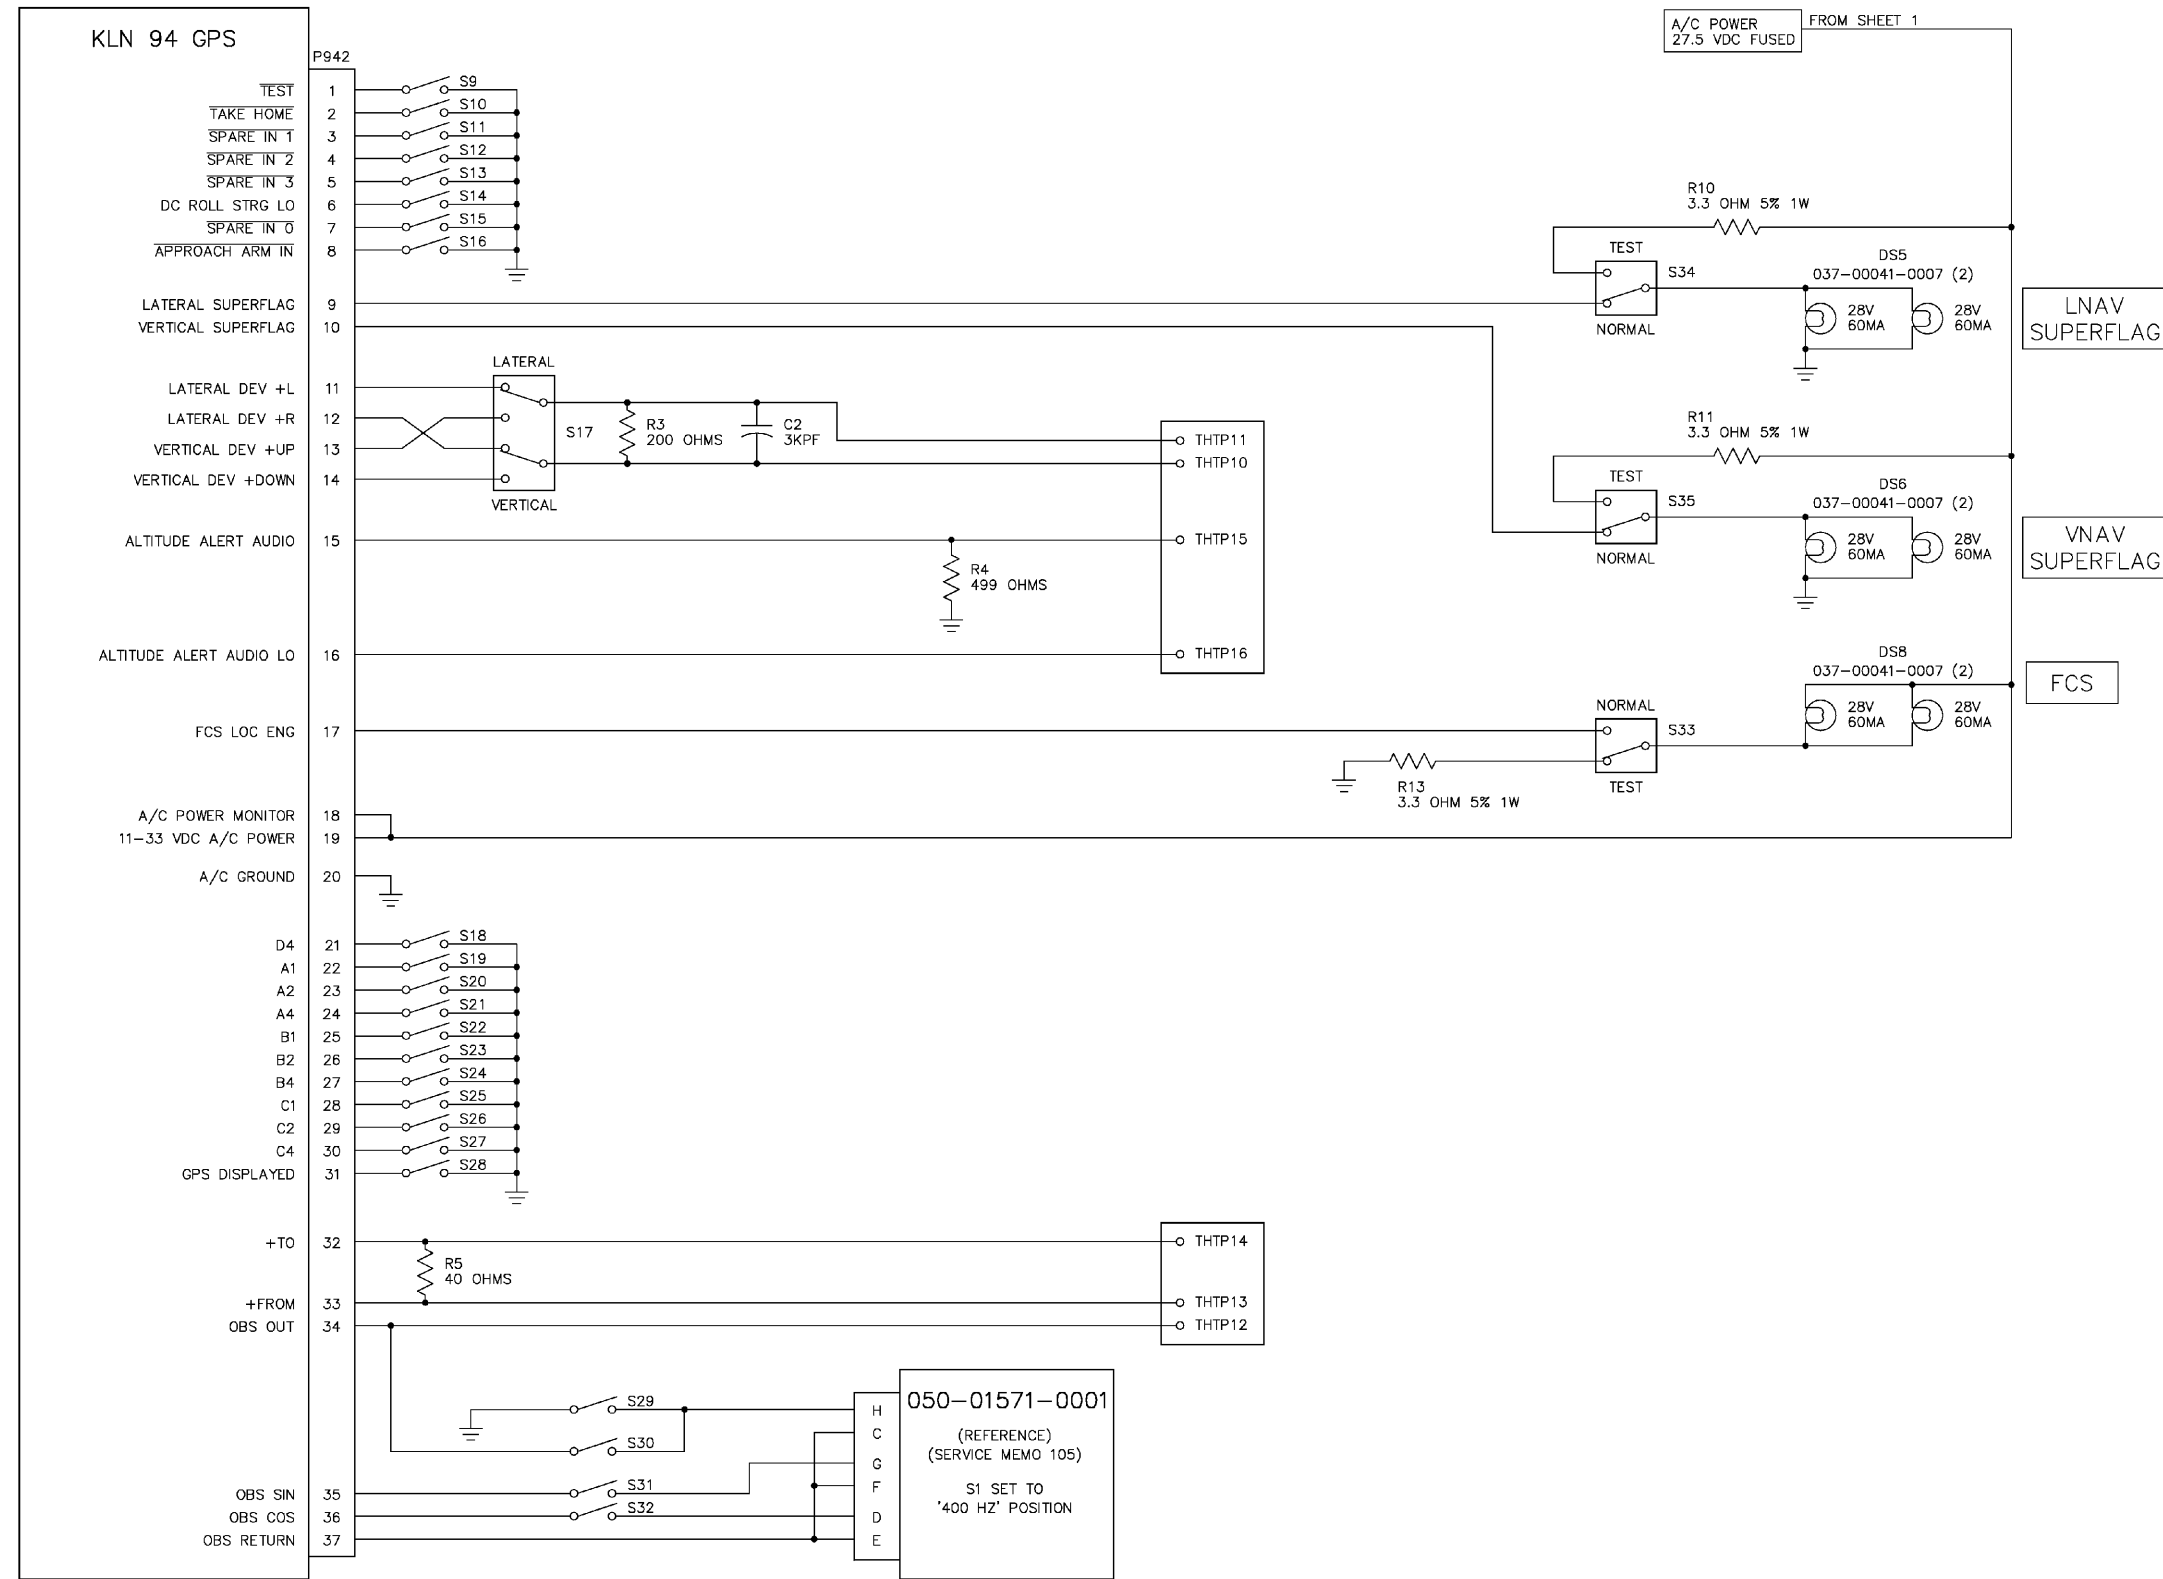 KLN 94 GPS
P942
A/C POWER
27.5 VDC FUSED
FROM SHEET 1
TEST 1 S9
TAKE HOME 2 S10
SPARE IN 1 3 S11
SPARE IN 2 4 S12
SPARE IN 3 5 S13
DC ROLL STRG LO 6 S14
SPARE IN 0 7 S15
APPROACH ARM IN 8 S16
R10
3.3 OHM 5% 1W
TEST
S34
NORMAL
DS5
037-00041-0007 (2)
28V
60MA
28V
60MA
LNAV
SUPERFLAG
LATERAL SUPERFLAG 9
VERTICAL SUPERFLAG 10
LATERAL
S17
VERTICAL
LATERAL DEV +L 11
LATERAL DEV +R 12
VERTICAL DEV +UP 13
VERTICAL DEV +DOWN 14
R3
200 OHMS
C2
3KPF
THTP11
THTP10
R11
3.3 OHM 5% 1W
TEST
S35
NORMAL
DS6
037-00041-0007 (2)
28V
60MA
28V
60MA
VNAV
SUPERFLAG
ALTITUDE ALERT AUDIO 15
THTP15
R4
499 OHMS
ALTITUDE ALERT AUDIO LO 16
THTP16
DS8
037-00041-0007 (2)
28V
60MA
28V
60MA
FCS
FCS LOC ENG 17
NORMAL
S33
TEST
R13
3.3 OHM 5% 1W
A/C POWER MONITOR 18
11-33 VDC A/C POWER 19
A/C GROUND 20
D4 21 S18
A1 22 S19
A2 23 S20
A4 24 S21
B1 25 S22
B2 26 S23
B4 27 S24
C1 28 S25
C2 29 S26
C4 30 S27
GPS DISPLAYED 31 S28
+TO 32
THTP14
R5
40 OHMS
+FROM 33
THTP13
OBS OUT 34
THTP12
S29
S30
S31
S32
OBS SIN 35
OBS COS 36
OBS RETURN 37
H
C
G
F
D
E
050-01571-0001
(REFERENCE)
(SERVICE MEMO 105)
S1 SET TO
'400 HZ' POSITION